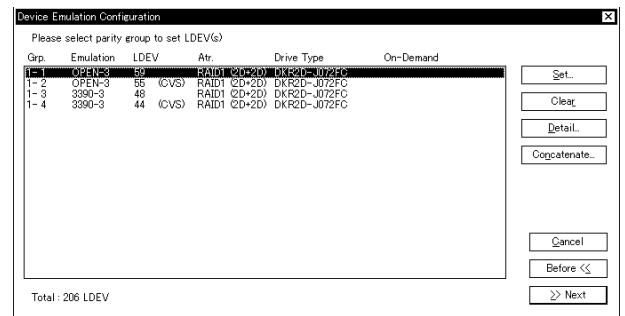 Device Emulation Configuration
Please select parity group to set LDEV(s)
Grp. Emulation LDEV Atr. Drive Type On-Demand
1- 1 OPEN-3 59 RAID1 (2D+2D) DKR2D-J072FC
1- 2 OPEN-3 55 (CVS) RAID1 (2D+2D) DKR2D-J072FC
1- 3 3390-3 48 RAID1 (2D+2D) DKR2D-J072FC
1- 4 3390-3 44 (CVS) RAID1 (2D+2D) DKR2D-J072FC
Set...
Clear
Detail...
Concatenate...
Cancel
Before <<
>> Next
Total : 206 LDEV